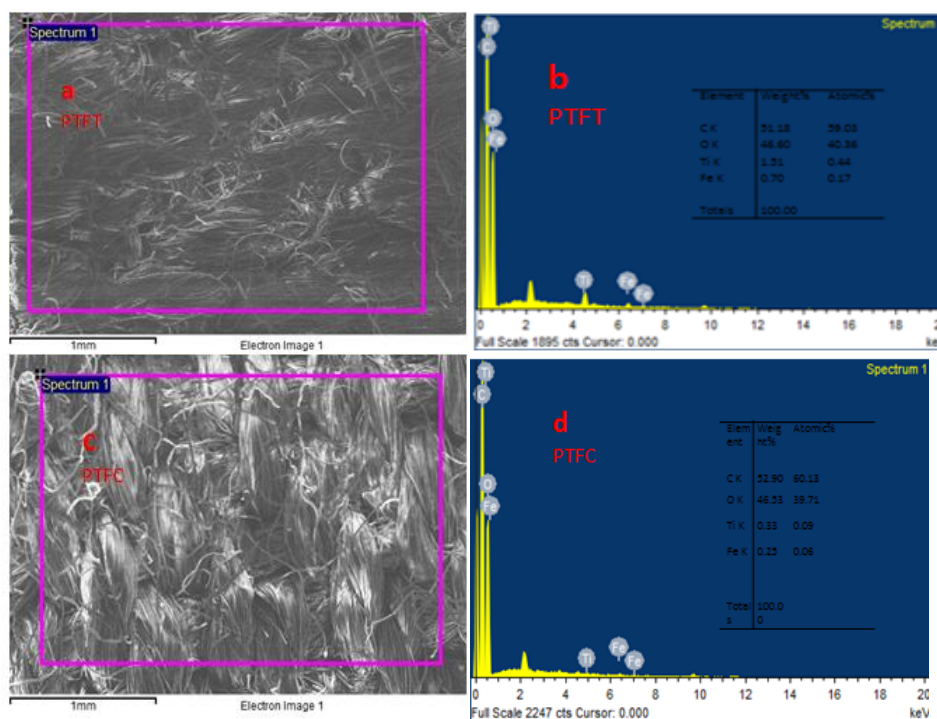 Spectrum 1
a
PTFT
1mm
Electron Image 1
Spectrum
Ti
C
O
Fe
b
PTFT
Element Weight% Atomic%
C K 51.18 59.03
O K 46.60 40.36
Ti K 1.51 0.44
Fe K 0.70 0.17
Totals 100.00
Ti
Fe
Fe
0 2 4 6 8 10 12 14 16 18 2
Full Scale 1895 cts Cursor: 0.000
ke
Spectrum 1
c
PTFC
1mm
Electron Image 1
Spectrum 1
Ti
C
O
Fe
d
PTFC
Elem Weig Atomic%
ent ht%
C K 52.90 60.13
O K 46.53 39.71
Ti K 0.33 0.09
Fe K 0.25 0.06
Total 100.0
s 0
Ti
Fe
Fe
0 2 4 6 8 10 12 14 16 18 20
Full Scale 2247 cts Cursor: 0.000
keV